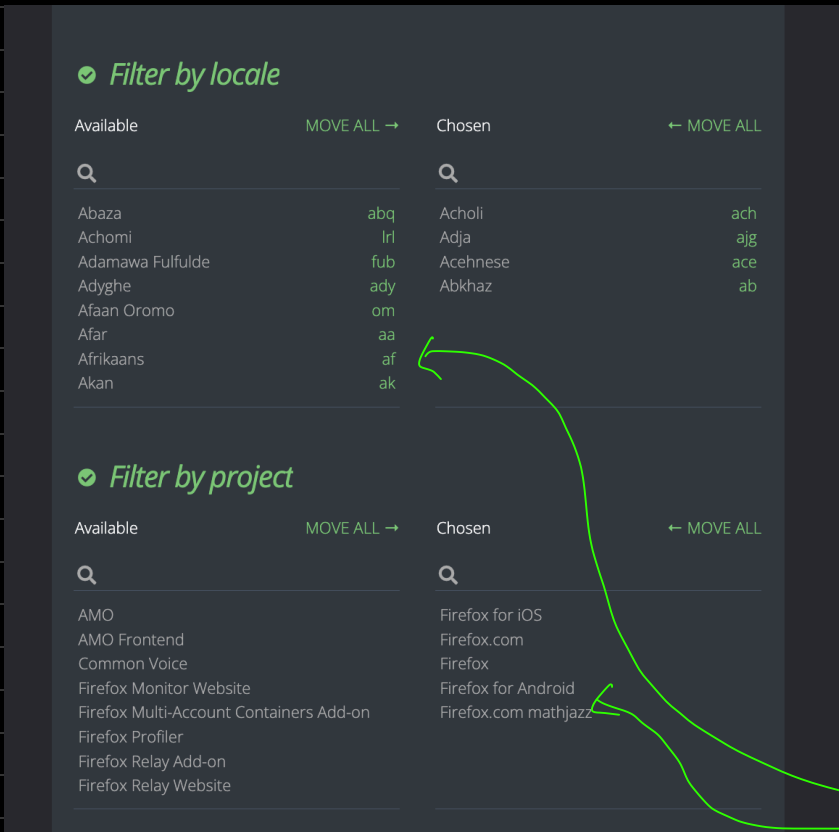 Filter by locale
Available MOVE ALL → Chosen ← MOVE ALL
Abaza abq Acholi ach
Achomi lrl Adja ajg
Adamawa Fulfulde fub Acehnese ace
Adyghe ady Abkhaz ab
Afaan Oromo om
Afar aa
Afrikaans af
Akan ak
Filter by project
Available MOVE ALL → Chosen ← MOVE ALL
AMO Firefox for iOS
AMO Frontend Firefox.com
Common Voice Firefox
Firefox Monitor Website Firefox for Android
Firefox Multi-Account Containers Add-on Firefox.com mathjazz
Firefox Profiler
Firefox Relay Add-on
Firefox Relay Website